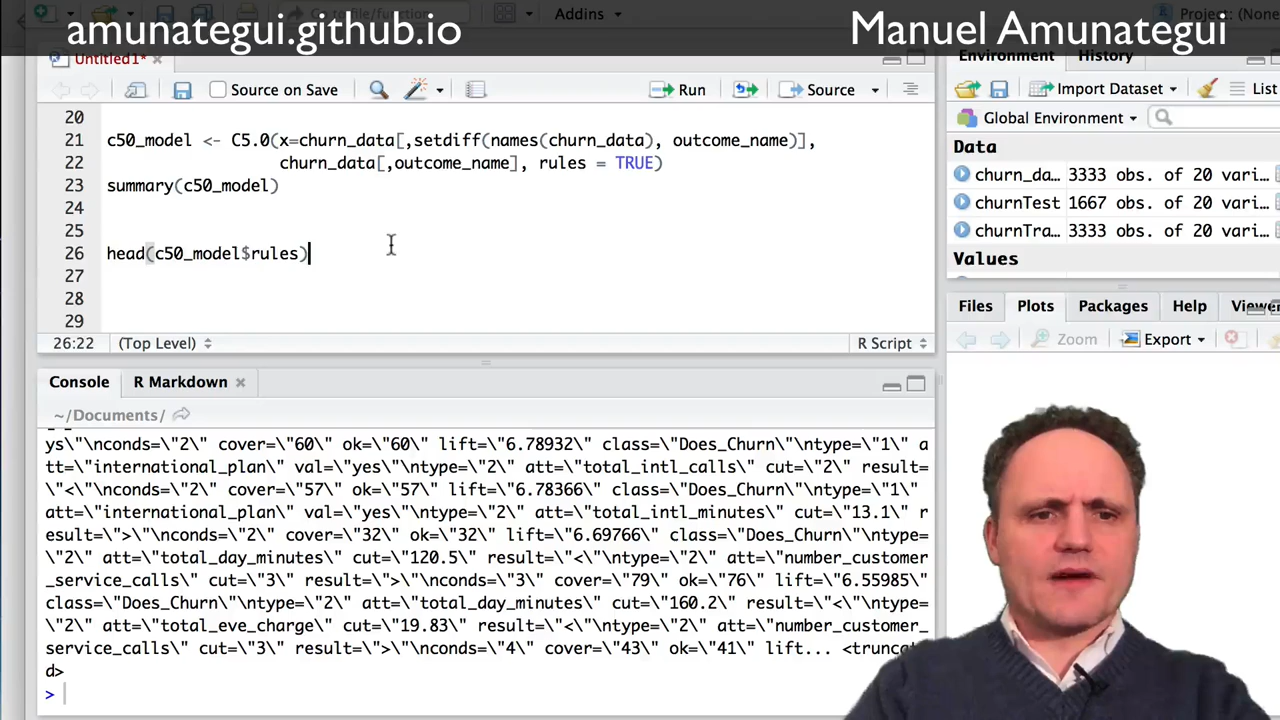 amunategui.github.io
Manuel Amunategui
Go to file/function
Addins
Project: (None
Untitled1*
Source on Save
Run
Source
20
21 c50_model <- C5.0(x=churn_data[,setdiff(names(churn_data), outcome_name)],
22 churn_data[,outcome_name], rules = TRUE)
23 summary(c50_model)
24
25
26 head(c50_model$rules)
27
28
29
26:22 (Top Level) R Script
Console R Markdown
~/Documents/
ys\"\nconds=\"2\" cover=\"60\" ok=\"60\" lift=\"6.78932\" class=\"Does_Churn\"\ntype=\"1\" a
tt=\"international_plan\" val=\"yes\"\ntype=\"2\" att=\"total_intl_calls\" cut=\"2\" result=
\"<\"\nconds=\"2\" cover=\"57\" ok=\"57\" lift=\"6.78366\" class=\"Does_Churn\"\ntype=\"1\"
att=\"international_plan\" val=\"yes\"\ntype=\"2\" att=\"total_intl_minutes\" cut=\"13.1\" r
esult=\">\"\nconds=\"2\" cover=\"32\" ok=\"32\" lift=\"6.69766\" class=\"Does_Churn\"\ntype=
\"2\" att=\"total_day_minutes\" cut=\"120.5\" result=\"<\"\ntype=\"2\" att=\"number_customer
_service_calls\" cut=\"3\" result=\">\"\nconds=\"3\" cover=\"79\" ok=\"76\" lift=\"6.55985\"
class=\"Does_Churn\"\ntype=\"2\" att=\"total_day_minutes\" cut=\"160.2\" result=\"<\"\ntype=
\"2\" att=\"total_eve_charge\" cut=\"19.83\" result=\"<\"\ntype=\"2\" att=\"number_customer_
service_calls\" cut=\"3\" result=\">\"\nconds=\"4\" cover=\"43\" ok=\"41\" lift... <truncat
d>
>
Environment History
Import Dataset List
Global Environment
Data
churn_da… 3333 obs. of 20 vari…
churnTest 1667 obs. of 20 vari…
churnTra… 3333 obs. of 20 vari…
Values
Files Plots Packages Help Viewe
Zoom Export